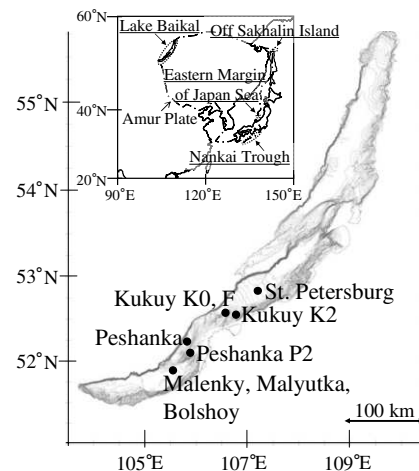 60°N
Lake Baikal
Off Sakhalin Island
Eastern Margin
of Japan Sea
40°N
Amur Plate
Nankai Trough
20°N
90°E
120°E
150°E
55°N
54°N
53°N
St. Petersburg
Kukuy K0, F
Kukuy K2
Peshanka
Peshanka P2
52°N
Malenky, Malyutka,
Bolshoy
100 km
105°E
107°E
109°E